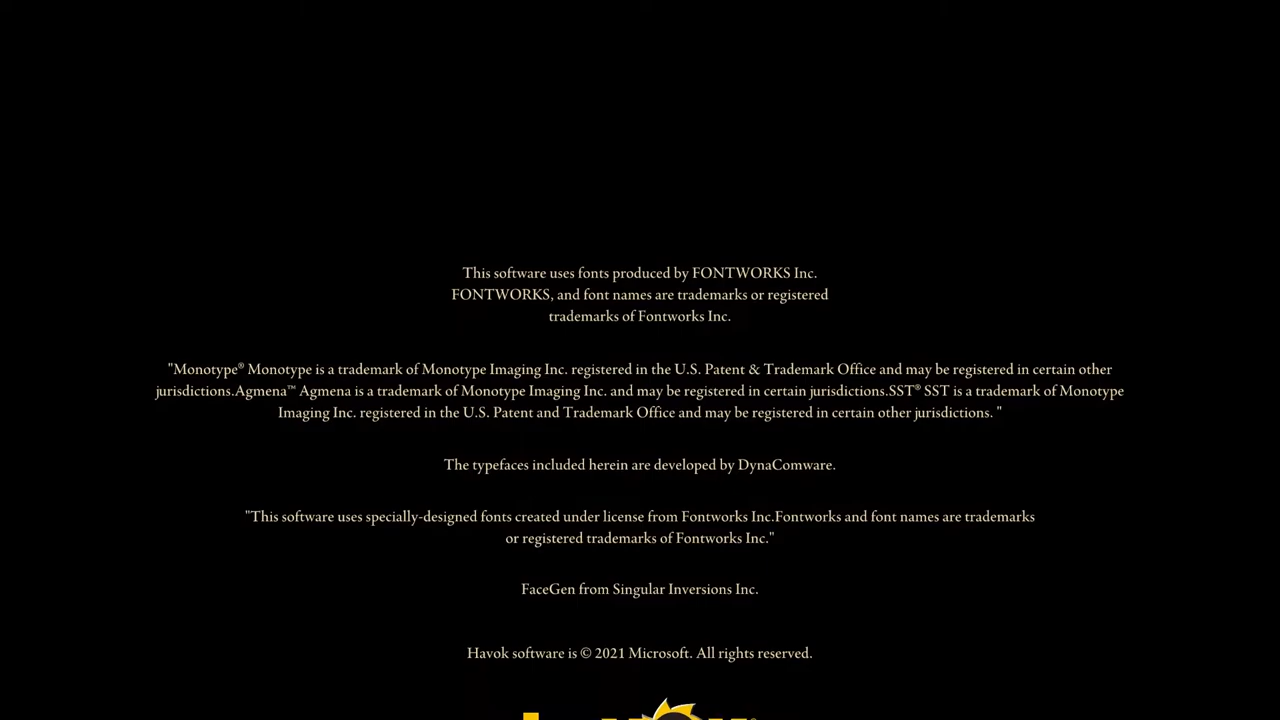 This software uses fonts produced by FONTWORKS Inc.
FONTWORKS, and font names are trademarks or registered
trademarks of Fontworks Inc.
"Monotype® Monotype is a trademark of Monotype Imaging Inc. registered in the U.S. Patent & Trademark Office and may be registered in certain other
jurisdictions.Agmena™ Agmena is a trademark of Monotype Imaging Inc. and may be registered in certain jurisdictions.SST® SST is a trademark of Monotype
Imaging Inc. registered in the U.S. Patent and Trademark Office and may be registered in certain other jurisdictions. "
The typefaces included herein are developed by DynaComware.
"This software uses specially-designed fonts created under license from Fontworks Inc.Fontworks and font names are trademarks
or registered trademarks of Fontworks Inc."
FaceGen from Singular Inversions Inc.
Havok software is © 2021 Microsoft. All rights reserved.